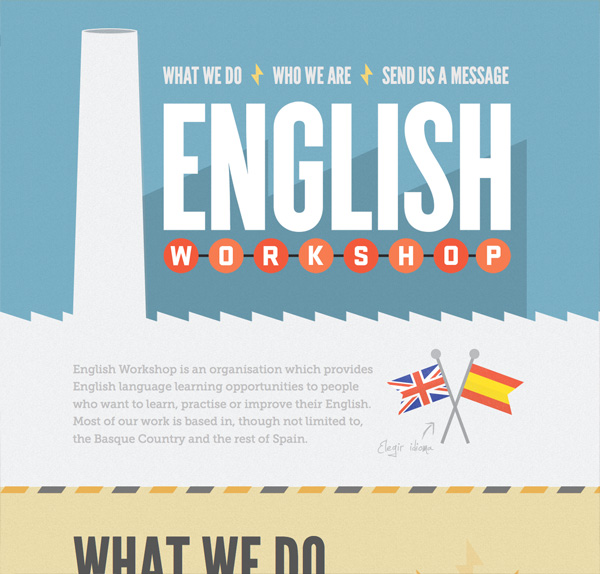 WHAT WE DO WHO WE ARE SEND US A MESSAGE
ENGLISH
WORKSHOP
English Workshop is an organisation which provides
English language learning opportunities to people
who want to learn, practise or improve their English.
Most of our work is based in, though not limited to,
the Basque Country and the rest of Spain.
Elegir idioma
WHAT WE DO